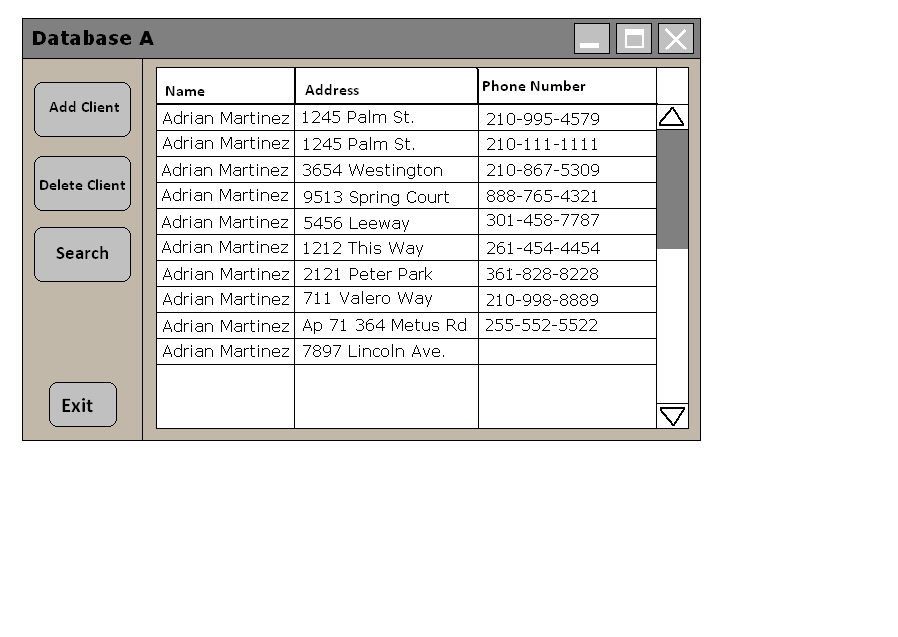 Database A
Add Client
Delete Client
Search
Exit
Name Address Phone Number
Adrian Martinez 1245 Palm St. 210-995-4579
Adrian Martinez 1245 Palm St. 210-111-1111
Adrian Martinez 3654 Westington 210-867-5309
Adrian Martinez 9513 Spring Court 888-765-4321
Adrian Martinez 5456 Leeway 301-458-7787
Adrian Martinez 1212 This Way 261-454-4454
Adrian Martinez 2121 Peter Park 361-828-8228
Adrian Martinez 711 Valero Way 210-998-8889
Adrian Martinez Ap 71 364 Metus Rd 255-552-5522
Adrian Martinez 7897 Lincoln Ave.